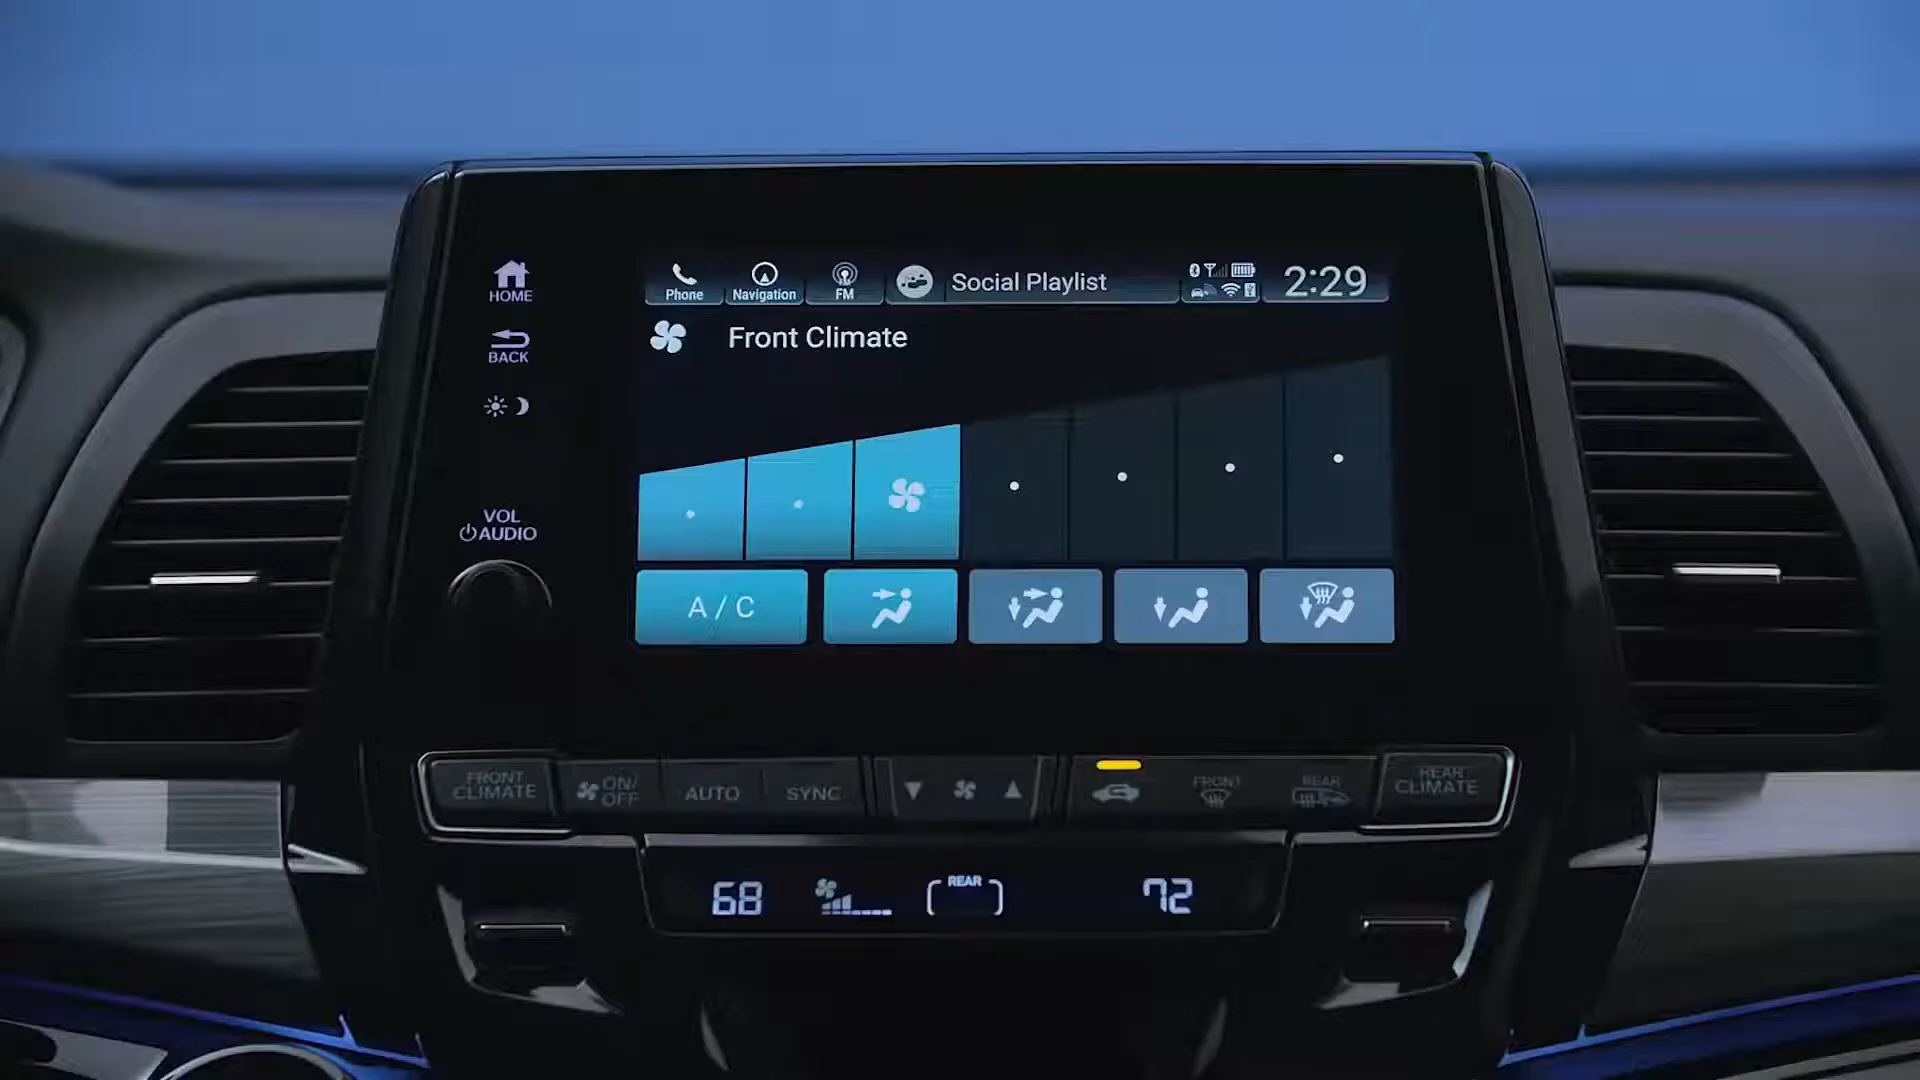 HOME
BACK
VOL
AUDIO
Phone
Navigation
FM
Social Playlist
2:29
Front Climate
A / C
FRONT
CLIMATE
ON/
OFF
AUTO
SYNC
FRONT
REAR
REAR
CLIMATE
68
REAR
72